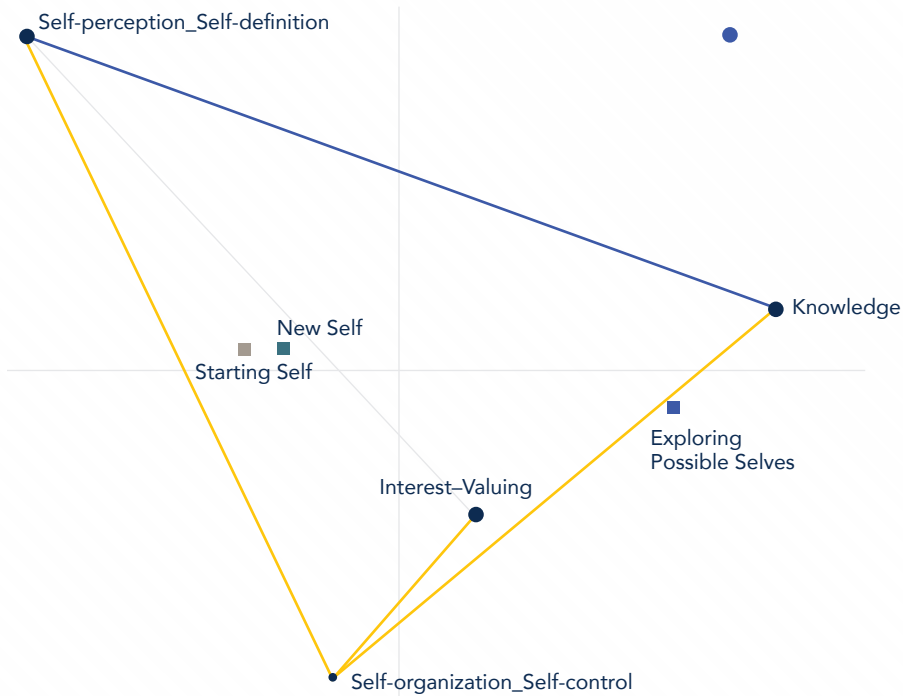 Self-perception_Self-definition
Knowledge
New Self
Starting Self
Exploring
Possible Selves
Interest–Valuing
Self-organization_Self-control